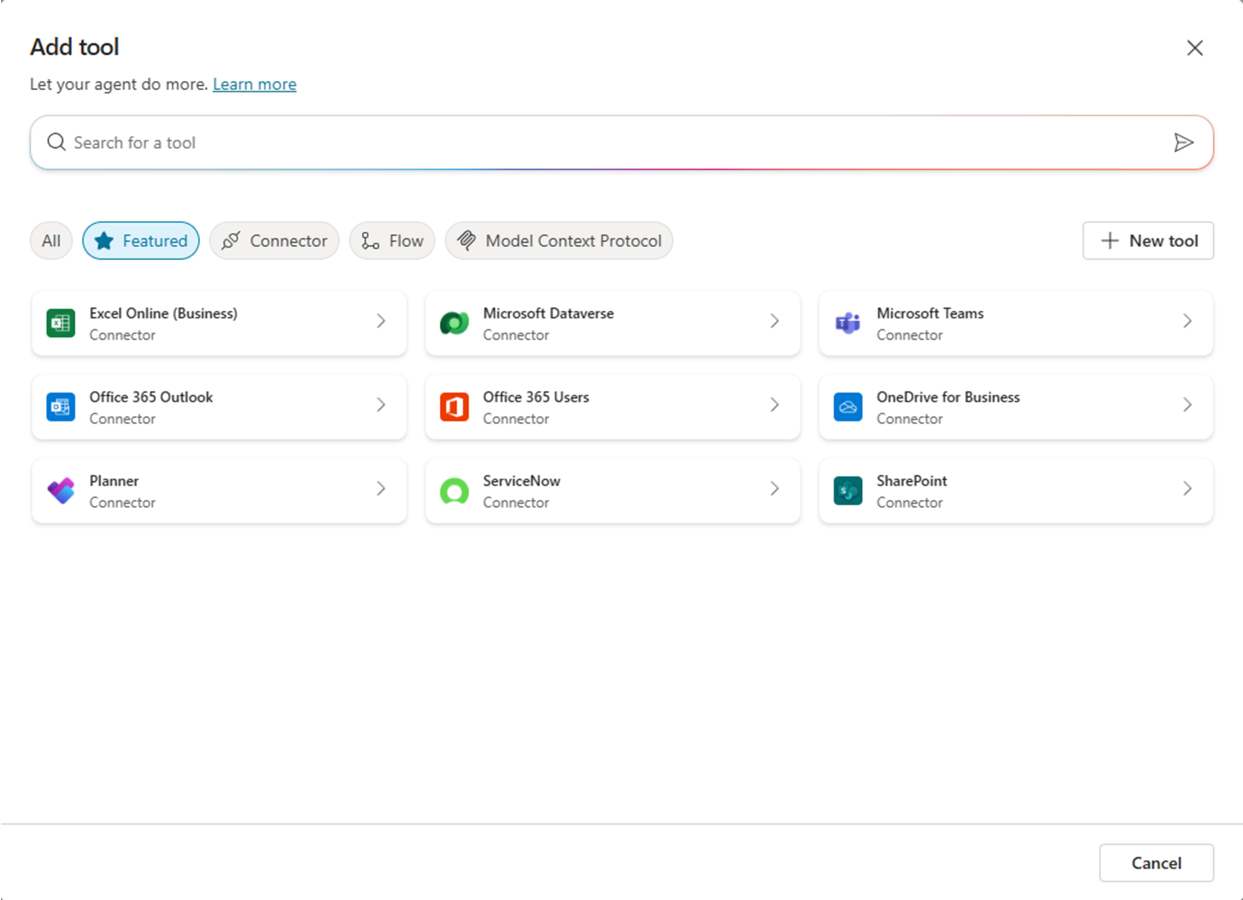 Add tool
Let your agent do more. Learn more
Search for a tool
All Featured Connector Flow Model Context Protocol New tool
Excel Online (Business)
Connector
Microsoft Dataverse
Connector
Microsoft Teams
Connector
Office 365 Outlook
Connector
Office 365 Users
Connector
OneDrive for Business
Connector
Planner
Connector
ServiceNow
Connector
SharePoint
Connector
Cancel